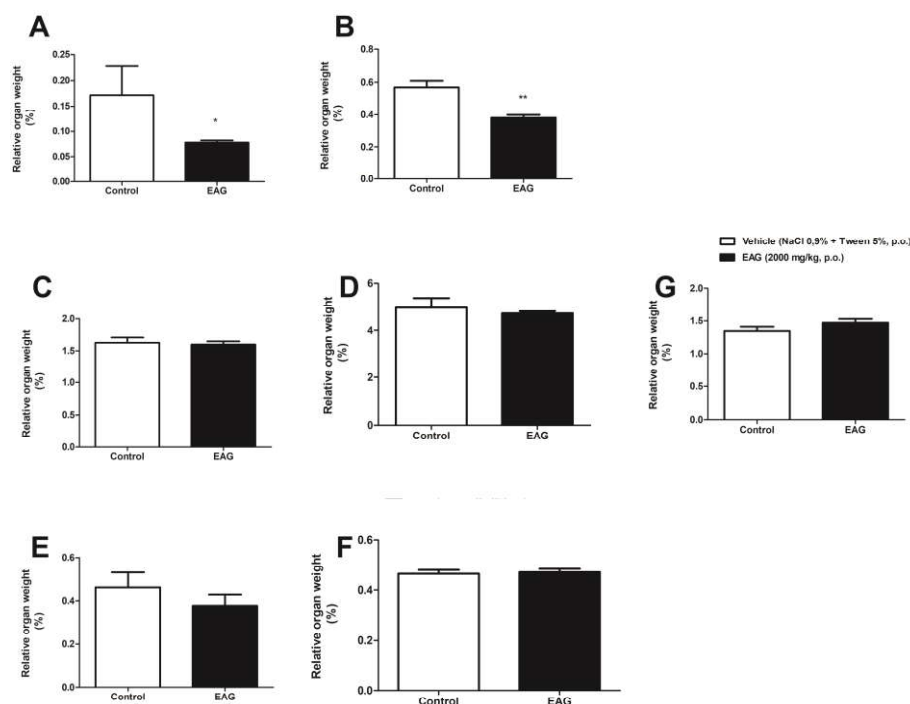 A
Relative organ weight
(%)
0.25
0.20
0.15
0.10
0.05
0.00
*
Control
EAG
B
Relative organ weight
(%)
0.8
0.6
0.4
0.2
0.0
**
Control
EAG
Vehicle (NaCl 0,9% + Tween 5%, p.o.)
EAG (2000 mg/kg, p.o.)
C
Relative organ weight
(%)
2.0
1.5
1.0
0.5
0.0
Control
EAG
D
Relative organ weight
(%)
6
4
2
0
Control
EAG
G
Relative organ weight
(%)
2.0
1.5
1.0
0.5
0.0
Control
EAG
E
Relative organ weight
(%)
0.6
0.4
0.2
0.0
Control
EAG
F
Relative organ weight
(%)
0.6
0.4
0.2
0.0
Control
EAG